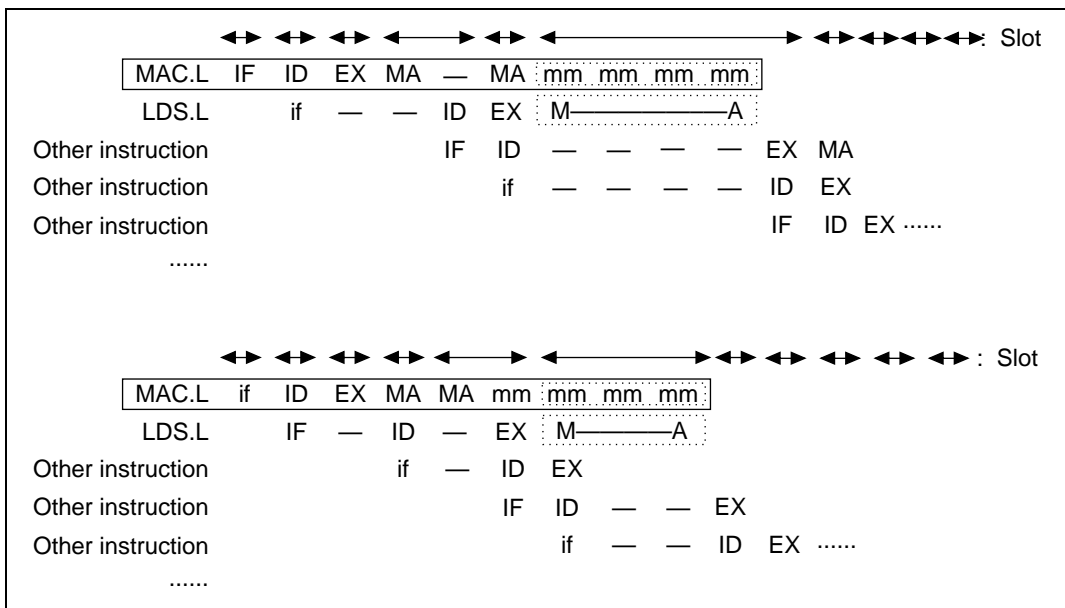 : Slot
MAC.L IF ID EX MA — MA mm mm mm mm
LDS.L if — — ID EX M————A
Other instruction IF ID — — — — EX MA
Other instruction if — — — — ID EX
Other instruction IF ID EX ······
······
: Slot
MAC.L if ID EX MA MA mm mm mm mm
LDS.L IF — ID — EX M———A
Other instruction if — ID EX
Other instruction IF ID — — EX
Other instruction if — — ID EX ······
······